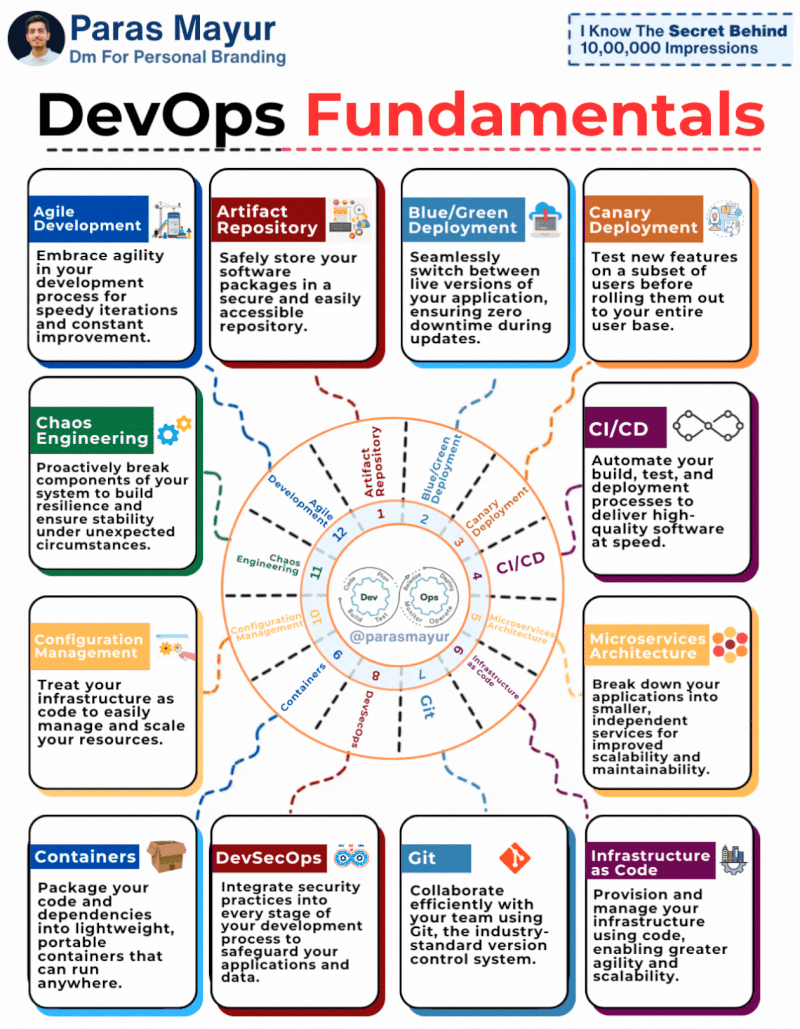 Paras Mayur
Dm For Personal Branding
I Know The Secret Behind
10,00,000 Impressions
DevOps Fundamentals
Agile
Development
Embrace agility
in your
development
process for
speedy iterations
and constant
improvement.
Artifact
Repository
Safely store your
software
packages in a
secure and easily
accessible
repository.
Blue/Green
Deployment
Seamlessly
switch between
live versions of
your application,
ensuring zero
downtime during
updates.
Canary
Deployment
Test new features
on a subset of
users before
rolling them out
to your entire
user base.
Chaos
Engineering
Proactively break
components of your
system to build
resilience and
ensure stability
under unexpected
circumstances.
CI/CD
Automate your
build, test, and
deployment
processes to
deliver high-
quality software
at speed.
Artifact
Repository
1
Blue/Green
Deployment
2
Canary
Deployment
3
CI/CD
4
Microservices
Architecture
5
Infrastructure
as Code
6
Git
7
DevSecOps
8
Containers
9
Configuration
Management
10
Chaos
Engineering
11
Agile
Development
12
Code
Plan
Build
Test
Dev
Release
Deploy
Monitor
Operate
Ops
@parasmayur
Configuration
Management
Treat your
infrastructure as
code to easily
manage and scale
your resources.
Microservices
Architecture
Break down your
applications into
smaller,
independent
services for
improved
scalability and
maintainability.
Containers
Package your
code and
dependencies
into lightweight,
portable
containers that
can run
anywhere.
DevSecOps
Integrate security
practices into
every stage of
your development
process to
safeguard your
applications and
data.
Git
Collaborate
efficiently with
your team using
Git, the industry-
standard version
control system.
Infrastructure
as Code
Provision and
manage your
infrastructure
using code,
enabling greater
agility and
scalability.